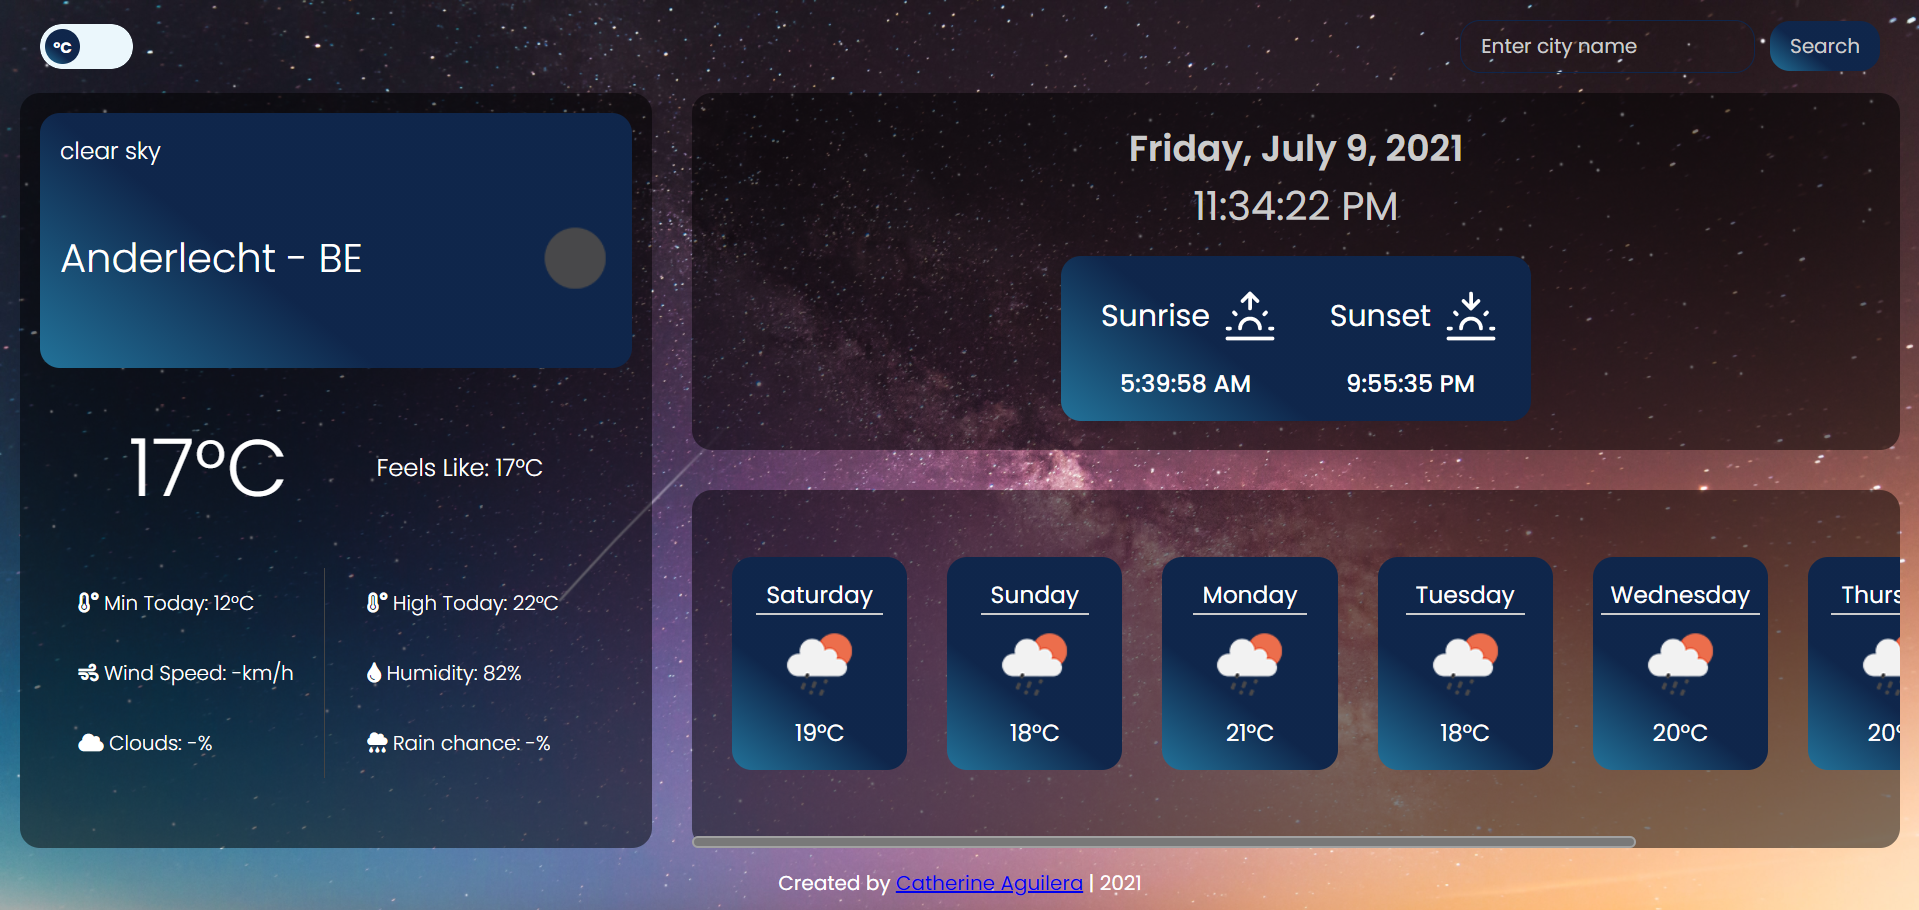 °C
Enter city name
Search
clear sky
Anderlecht - BE
17°C
Feels Like: 17°C
Min Today: 12°C
High Today: 22°C
Wind Speed: -km/h
Humidity: 82%
Clouds: -%
Rain chance: -%
Friday, July 9, 2021
11:34:22 PM
Sunrise
Sunset
5:39:58 AM
9:55:35 PM
Saturday
Sunday
Monday
Tuesday
Wednesday
Thurs
19°C
18°C
21°C
18°C
20°C
20°
Created by Catherine Aguilera | 2021